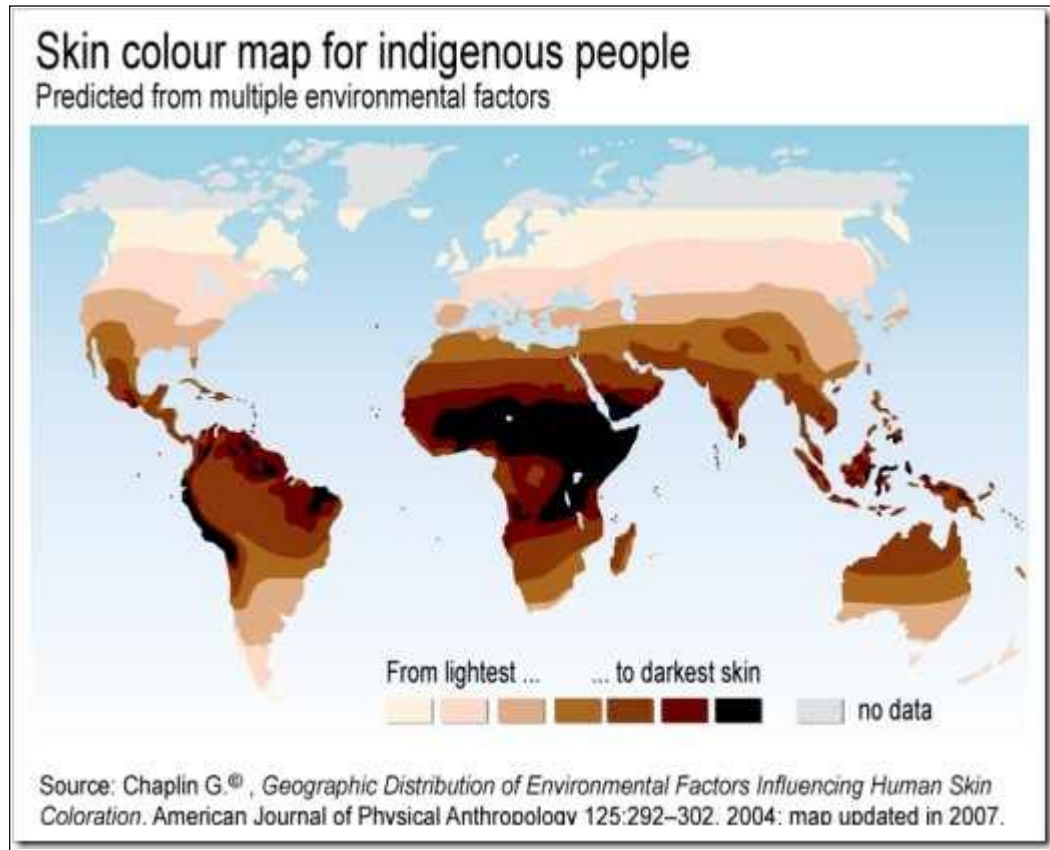 Skin colour map for indigenous people
Predicted from multiple environmental factors
From lightest ... ... to darkest skin
no data
Source: Chaplin G.© , Geographic Distribution of Environmental Factors Influencing Human Skin
Coloration. American Journal of Physical Anthropology 125:292–302, 2004; map updated in 2007.